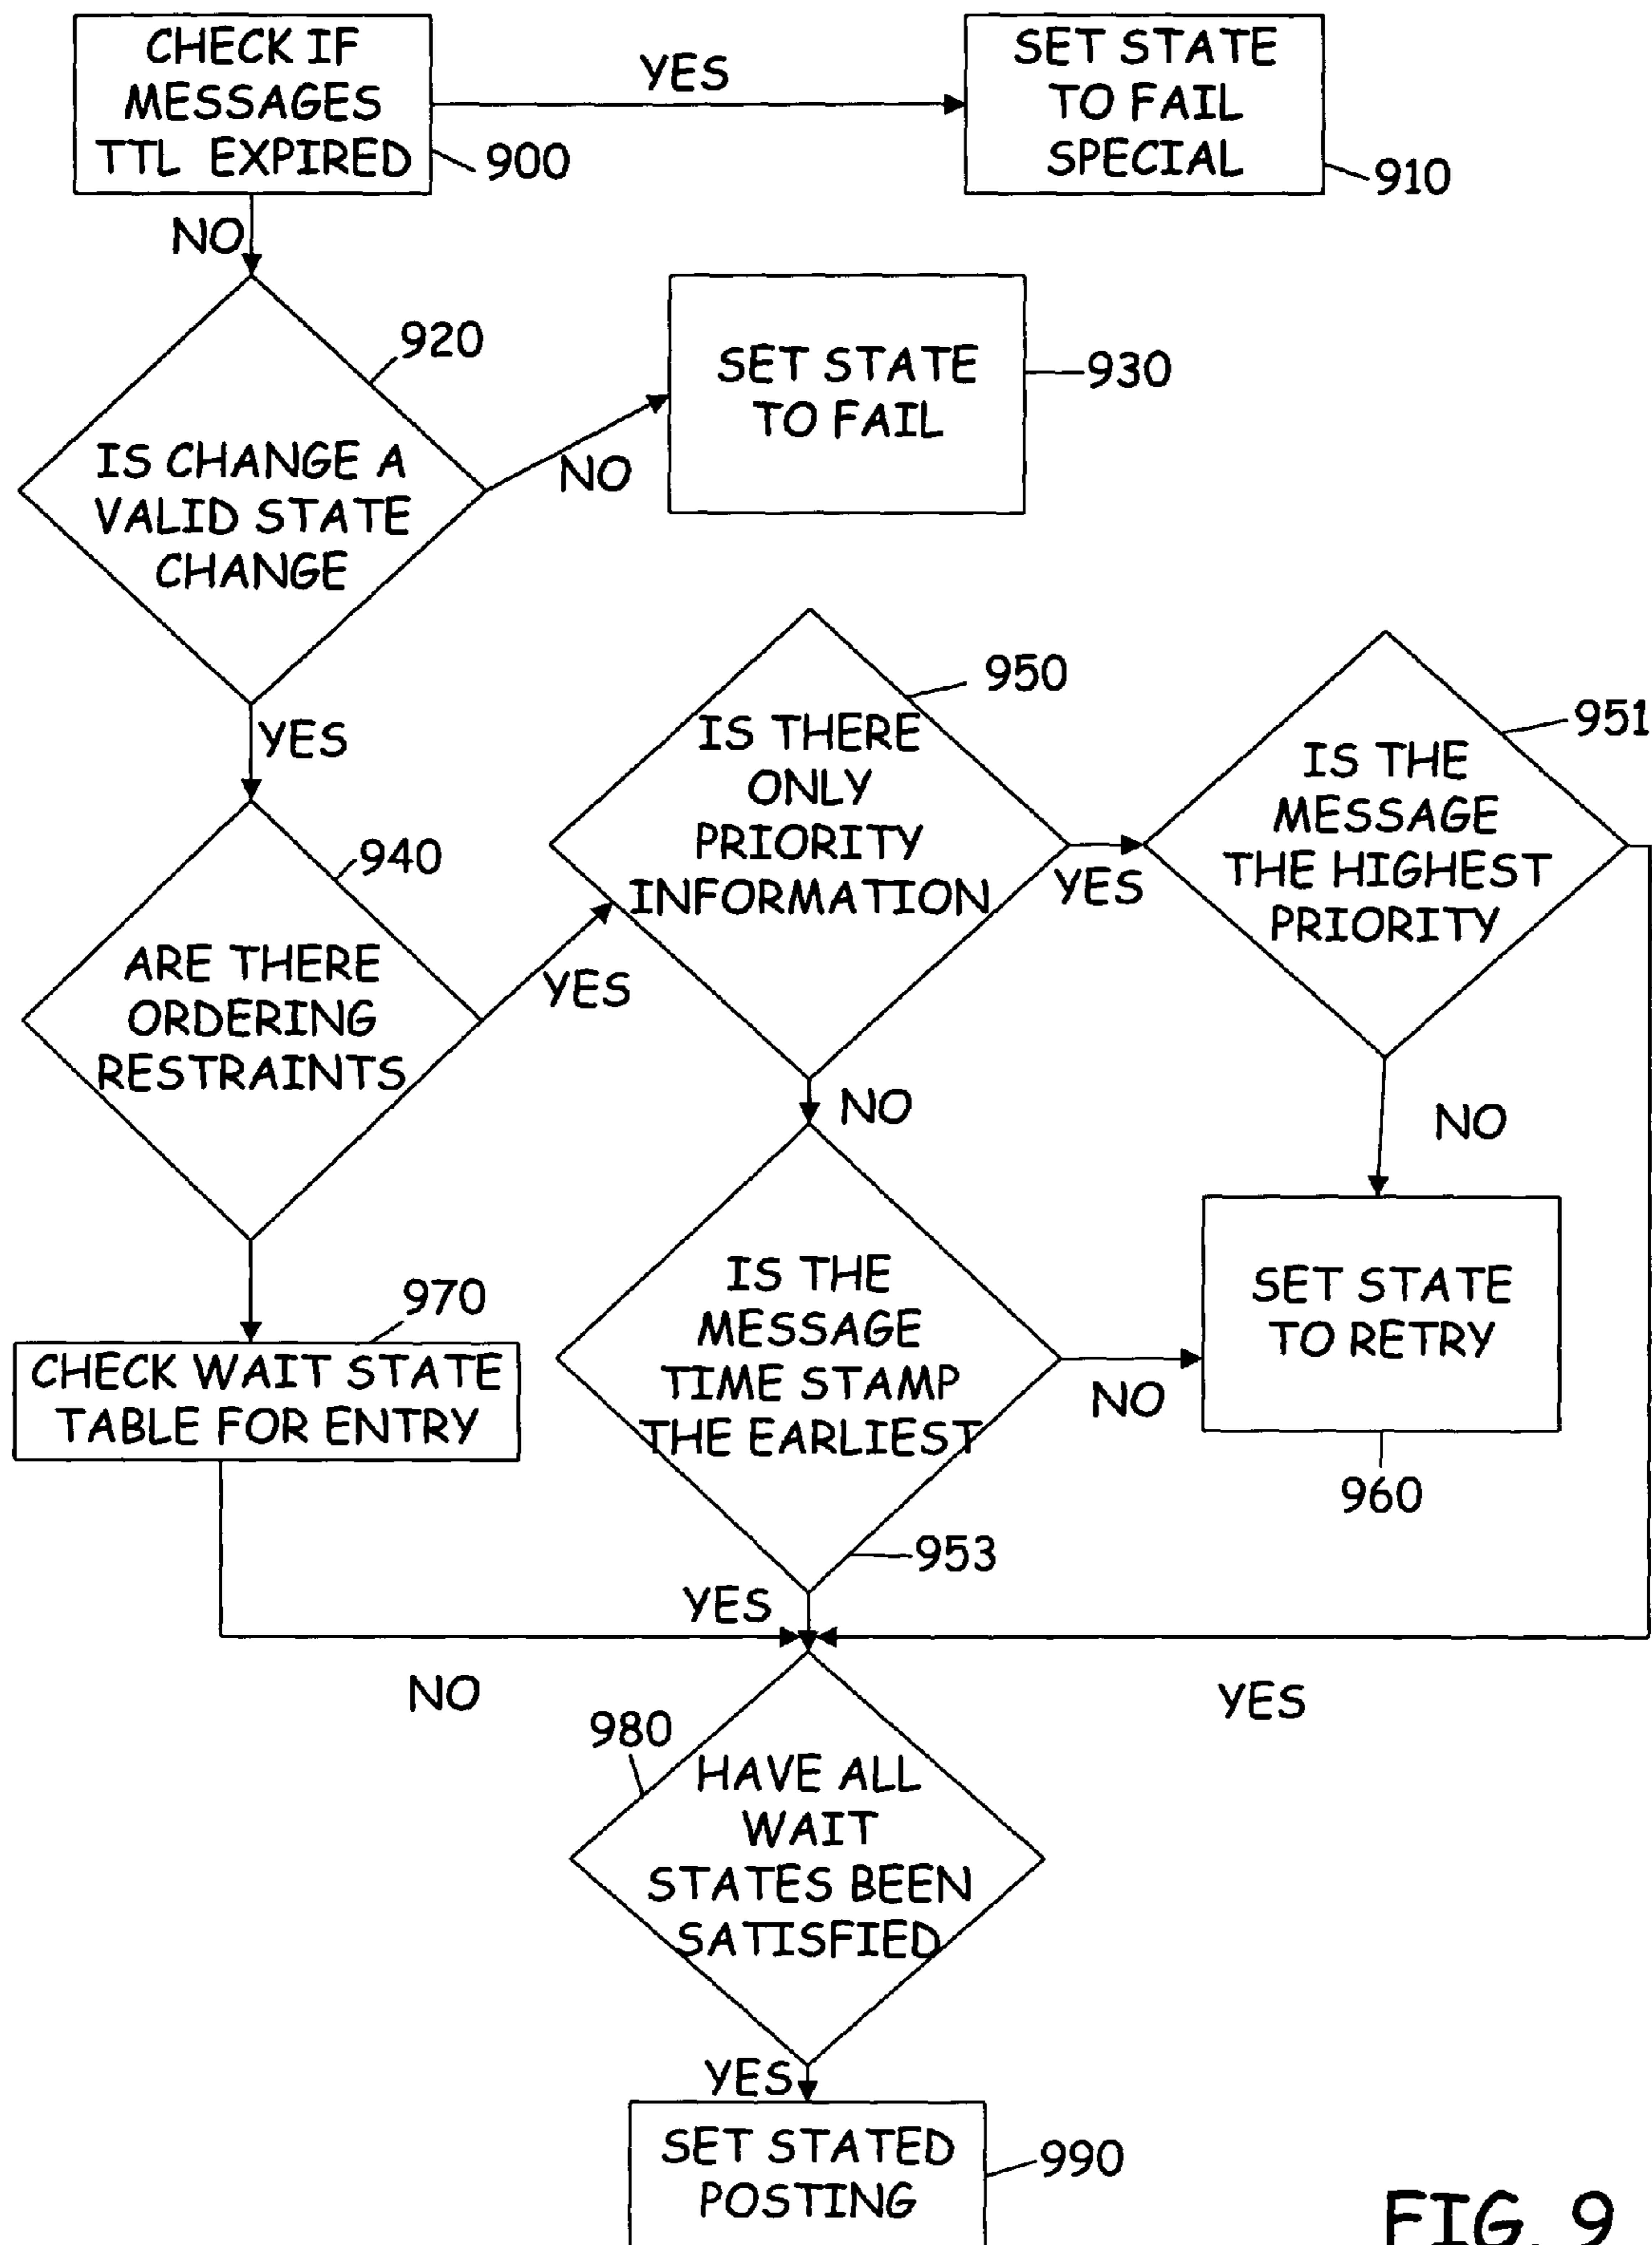 CHECK IF
MESSAGES
TTL EXPIRED
900
YES
SET STATE
TO FAIL
SPECIAL
910
NO
920
IS CHANGE A
VALID STATE
CHANGE
NO
SET STATE
TO FAIL
930
YES
940
ARE THERE
ORDERING
RESTRAINTS
YES
950
IS THERE
ONLY
PRIORITY
INFORMATION
YES
951
IS THE
MESSAGE
THE HIGHEST
PRIORITY
NO
NO
IS THE
MESSAGE
TIME STAMP
THE EARLIEST
953
NO
SET STATE
TO RETRY
960
970
CHECK WAIT STATE
TABLE FOR ENTRY
YES
NO
YES
980
HAVE ALL
WAIT
STATES BEEN
SATISFIED
YES
SET STATED
POSTING
990
FIG. 9